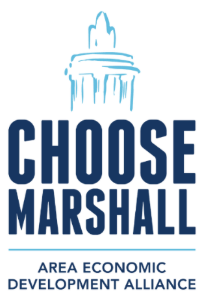 CHOOSE
MARSHALL
AREA ECONOMIC
DEVELOPMENT ALLIANCE